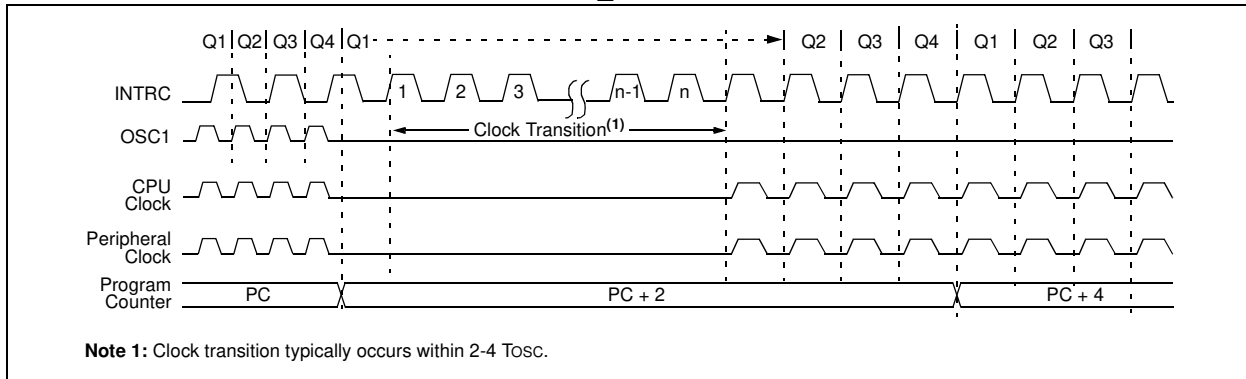 Q1 Q2 Q3 Q4 Q1 Q2 Q3 Q4 Q1 Q2 Q3
INTRC 1 2 3 n-1 n
OSC1 Clock Transition(1)
CPU
Clock
Peripheral
Clock
Program
Counter
PC PC + 2 PC + 4
Note 1: Clock transition typically occurs within 2-4 TOSC.